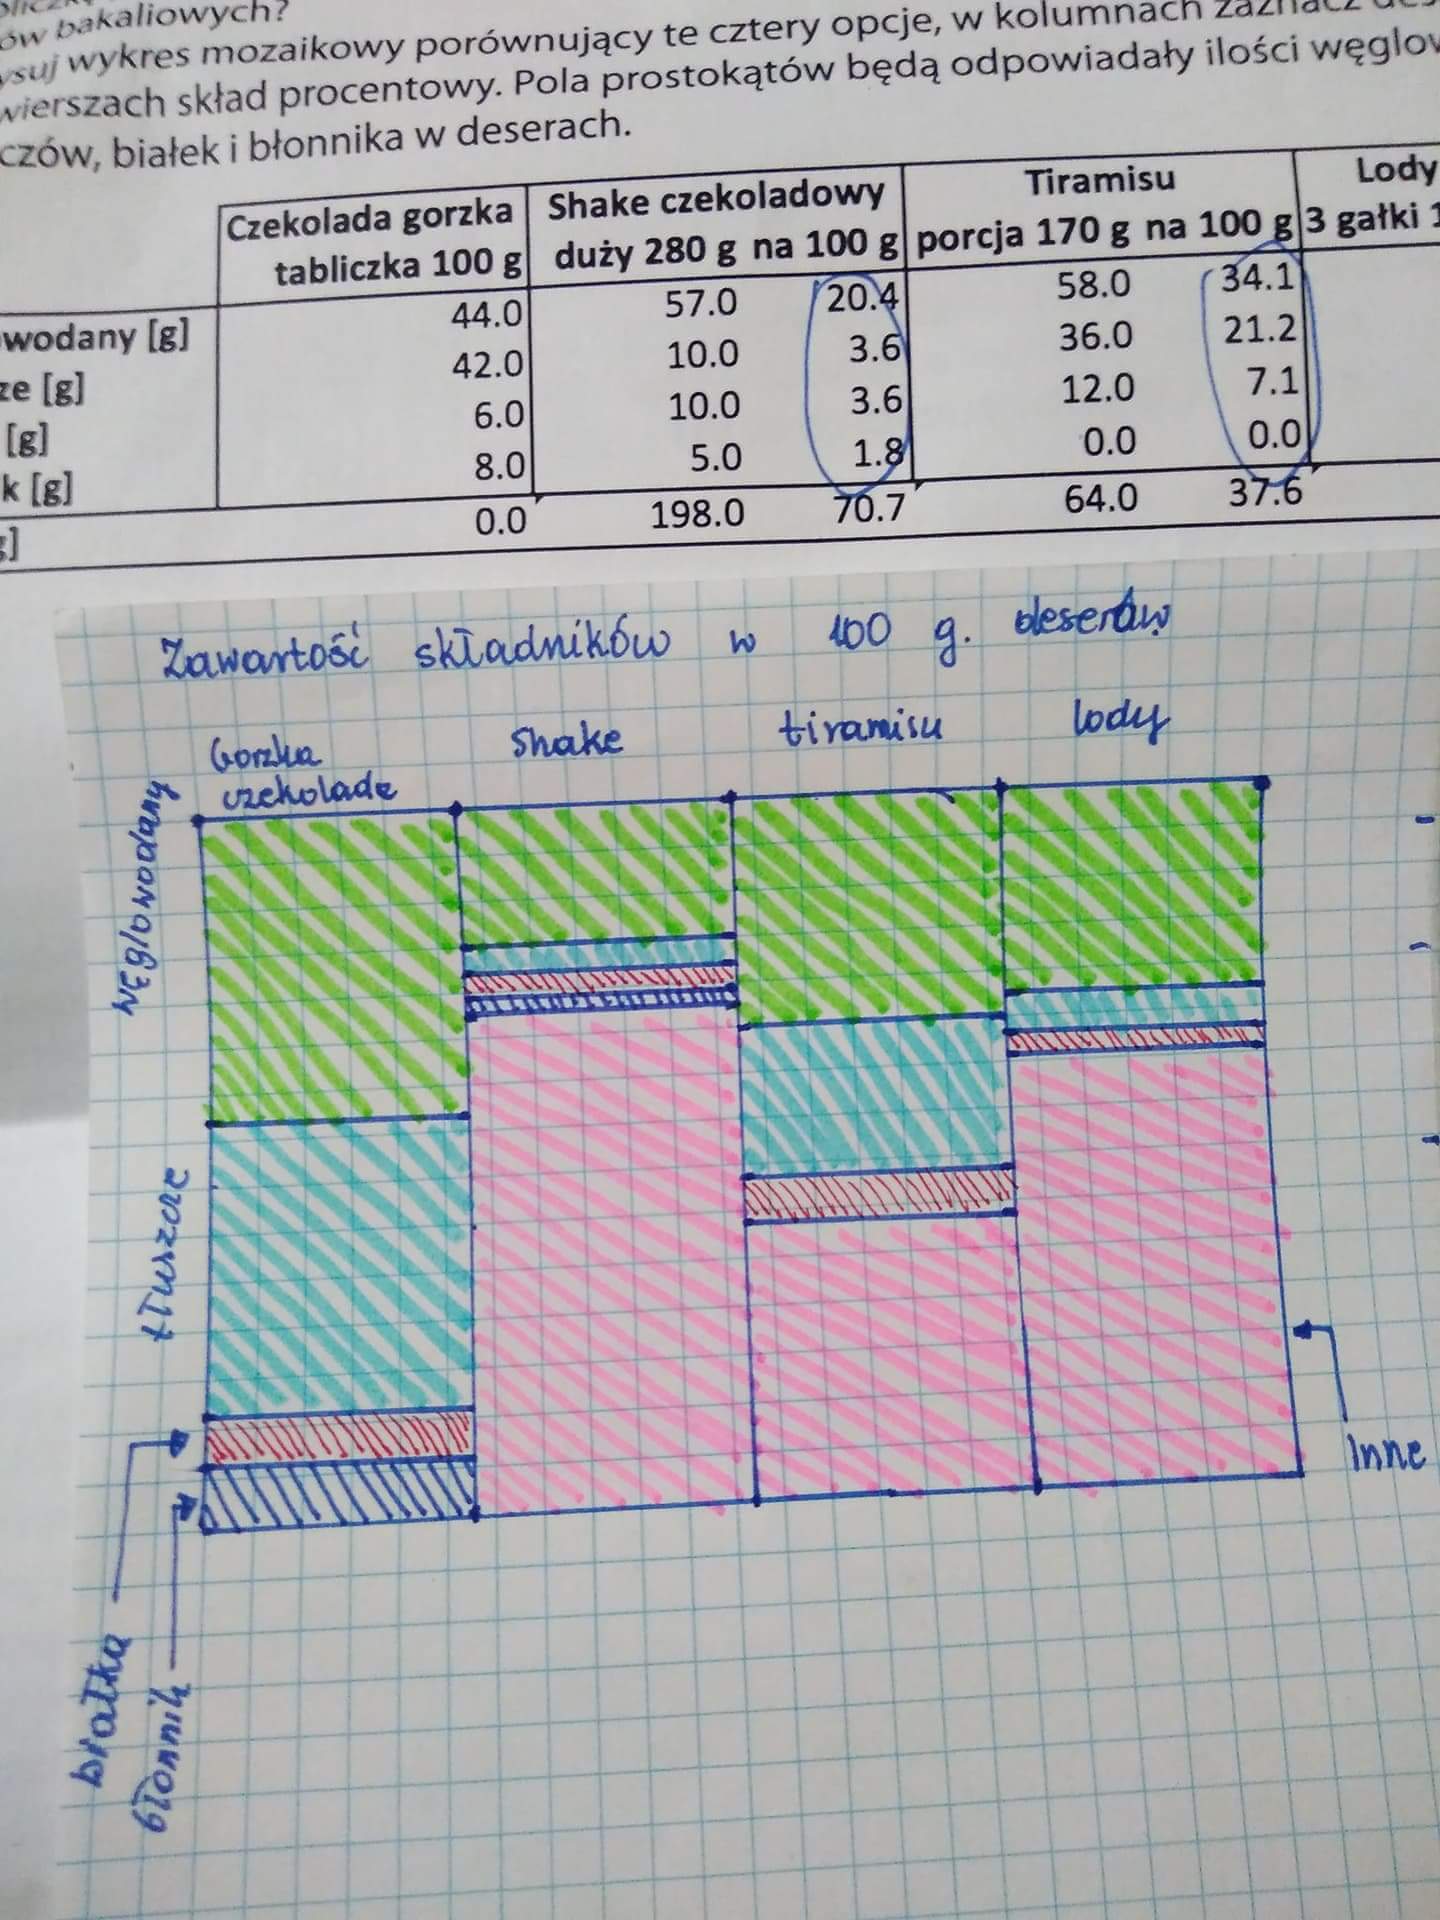 ów bakaliowych?
wykres mozaikowy porównujący te cztery opcje, w kolumnach zaznacz
wierszach skład procentowy. Pola prostokątów będą odpowiadały ilości
czów, białek i błonnika w deserach.
Czekolada gorzka Shake czekoladowy Tiramisu Lody
tabliczka 100 g duży 280 g na 100 g porcja 170 g na 100 g 3 gałki
wodany [g] 44.0 57.0 20.4 58.0 34.1
ze [g] 42.0 10.0 3.6 36.0 21.2
[g] 6.0 10.0 3.6 12.0 7.1
k [g] 8.0 5.0 1.8 0.0 0.0
g] 0.0 198.0 70.7 64.0 37.6
Zawartość składników w 100 g. deserów
Gorzka shake tiramisu lody
czekolada
węglowodany
tłuszcze
białka
błonnik
inne